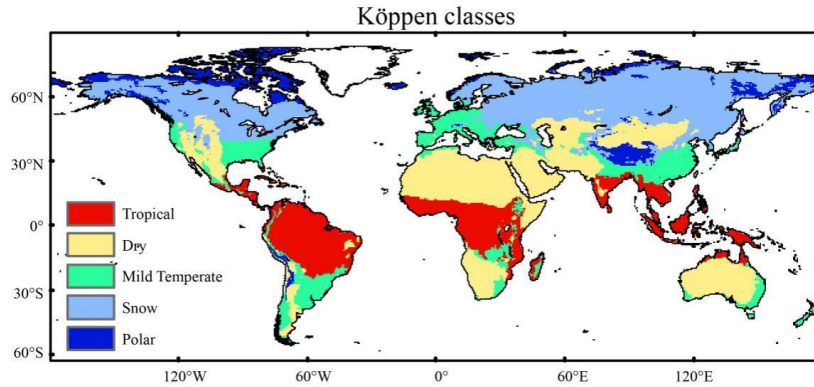 Köppen classes
60°N
30°N
0°
30°S
60°S
Tropical
Dry
Mild Temperate
Snow
Polar
120°W
60°W
0°
60°E
120°E